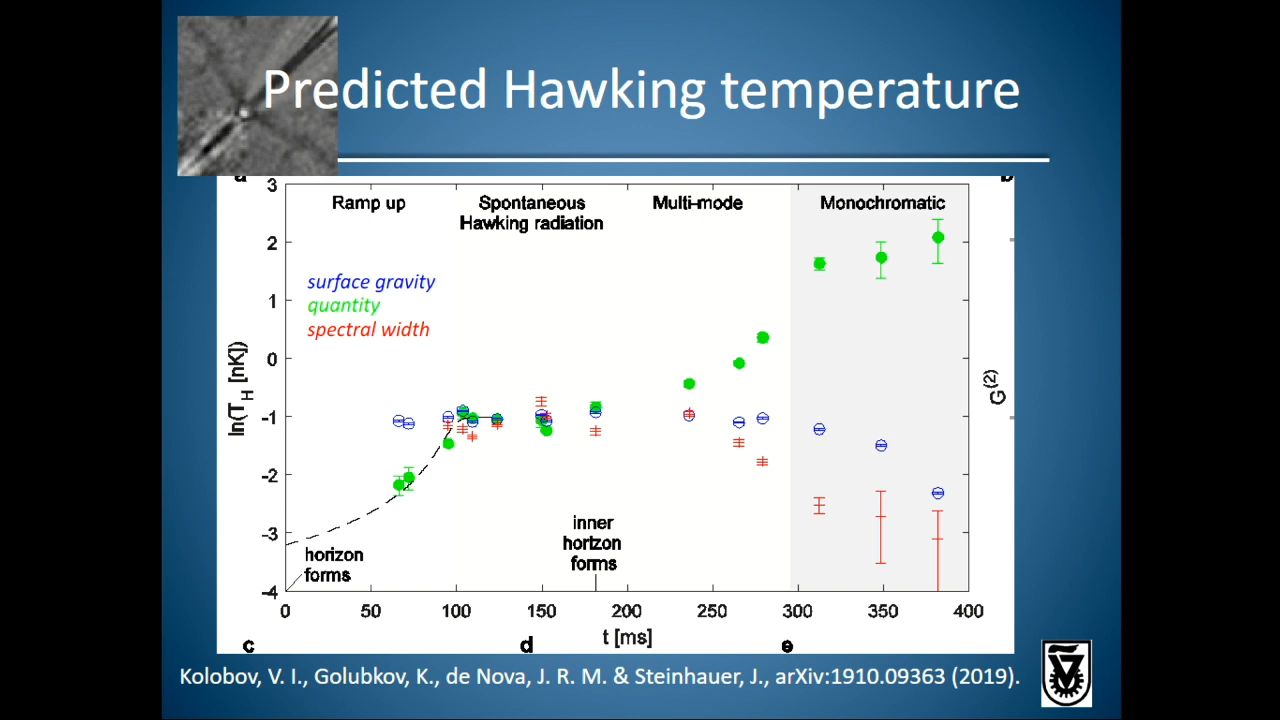 Predicted Hawking temperature
a
b
Ramp up
Spontaneous
Hawking radiation
Multi-mode
Monochromatic
surface gravity
quantity
spectral width
3
2
1
0
-1
-2
-3
-4
ln(T_H [nK])
G^(2)
horizon
forms
inner
horizon
forms
0 50 100 150 200 250 300 350 400
t [ms]
c
d
e
Kolobov, V. I., Golubkov, K., de Nova, J. R. M. & Steinhauer, J., arXiv:1910.09363 (2019).